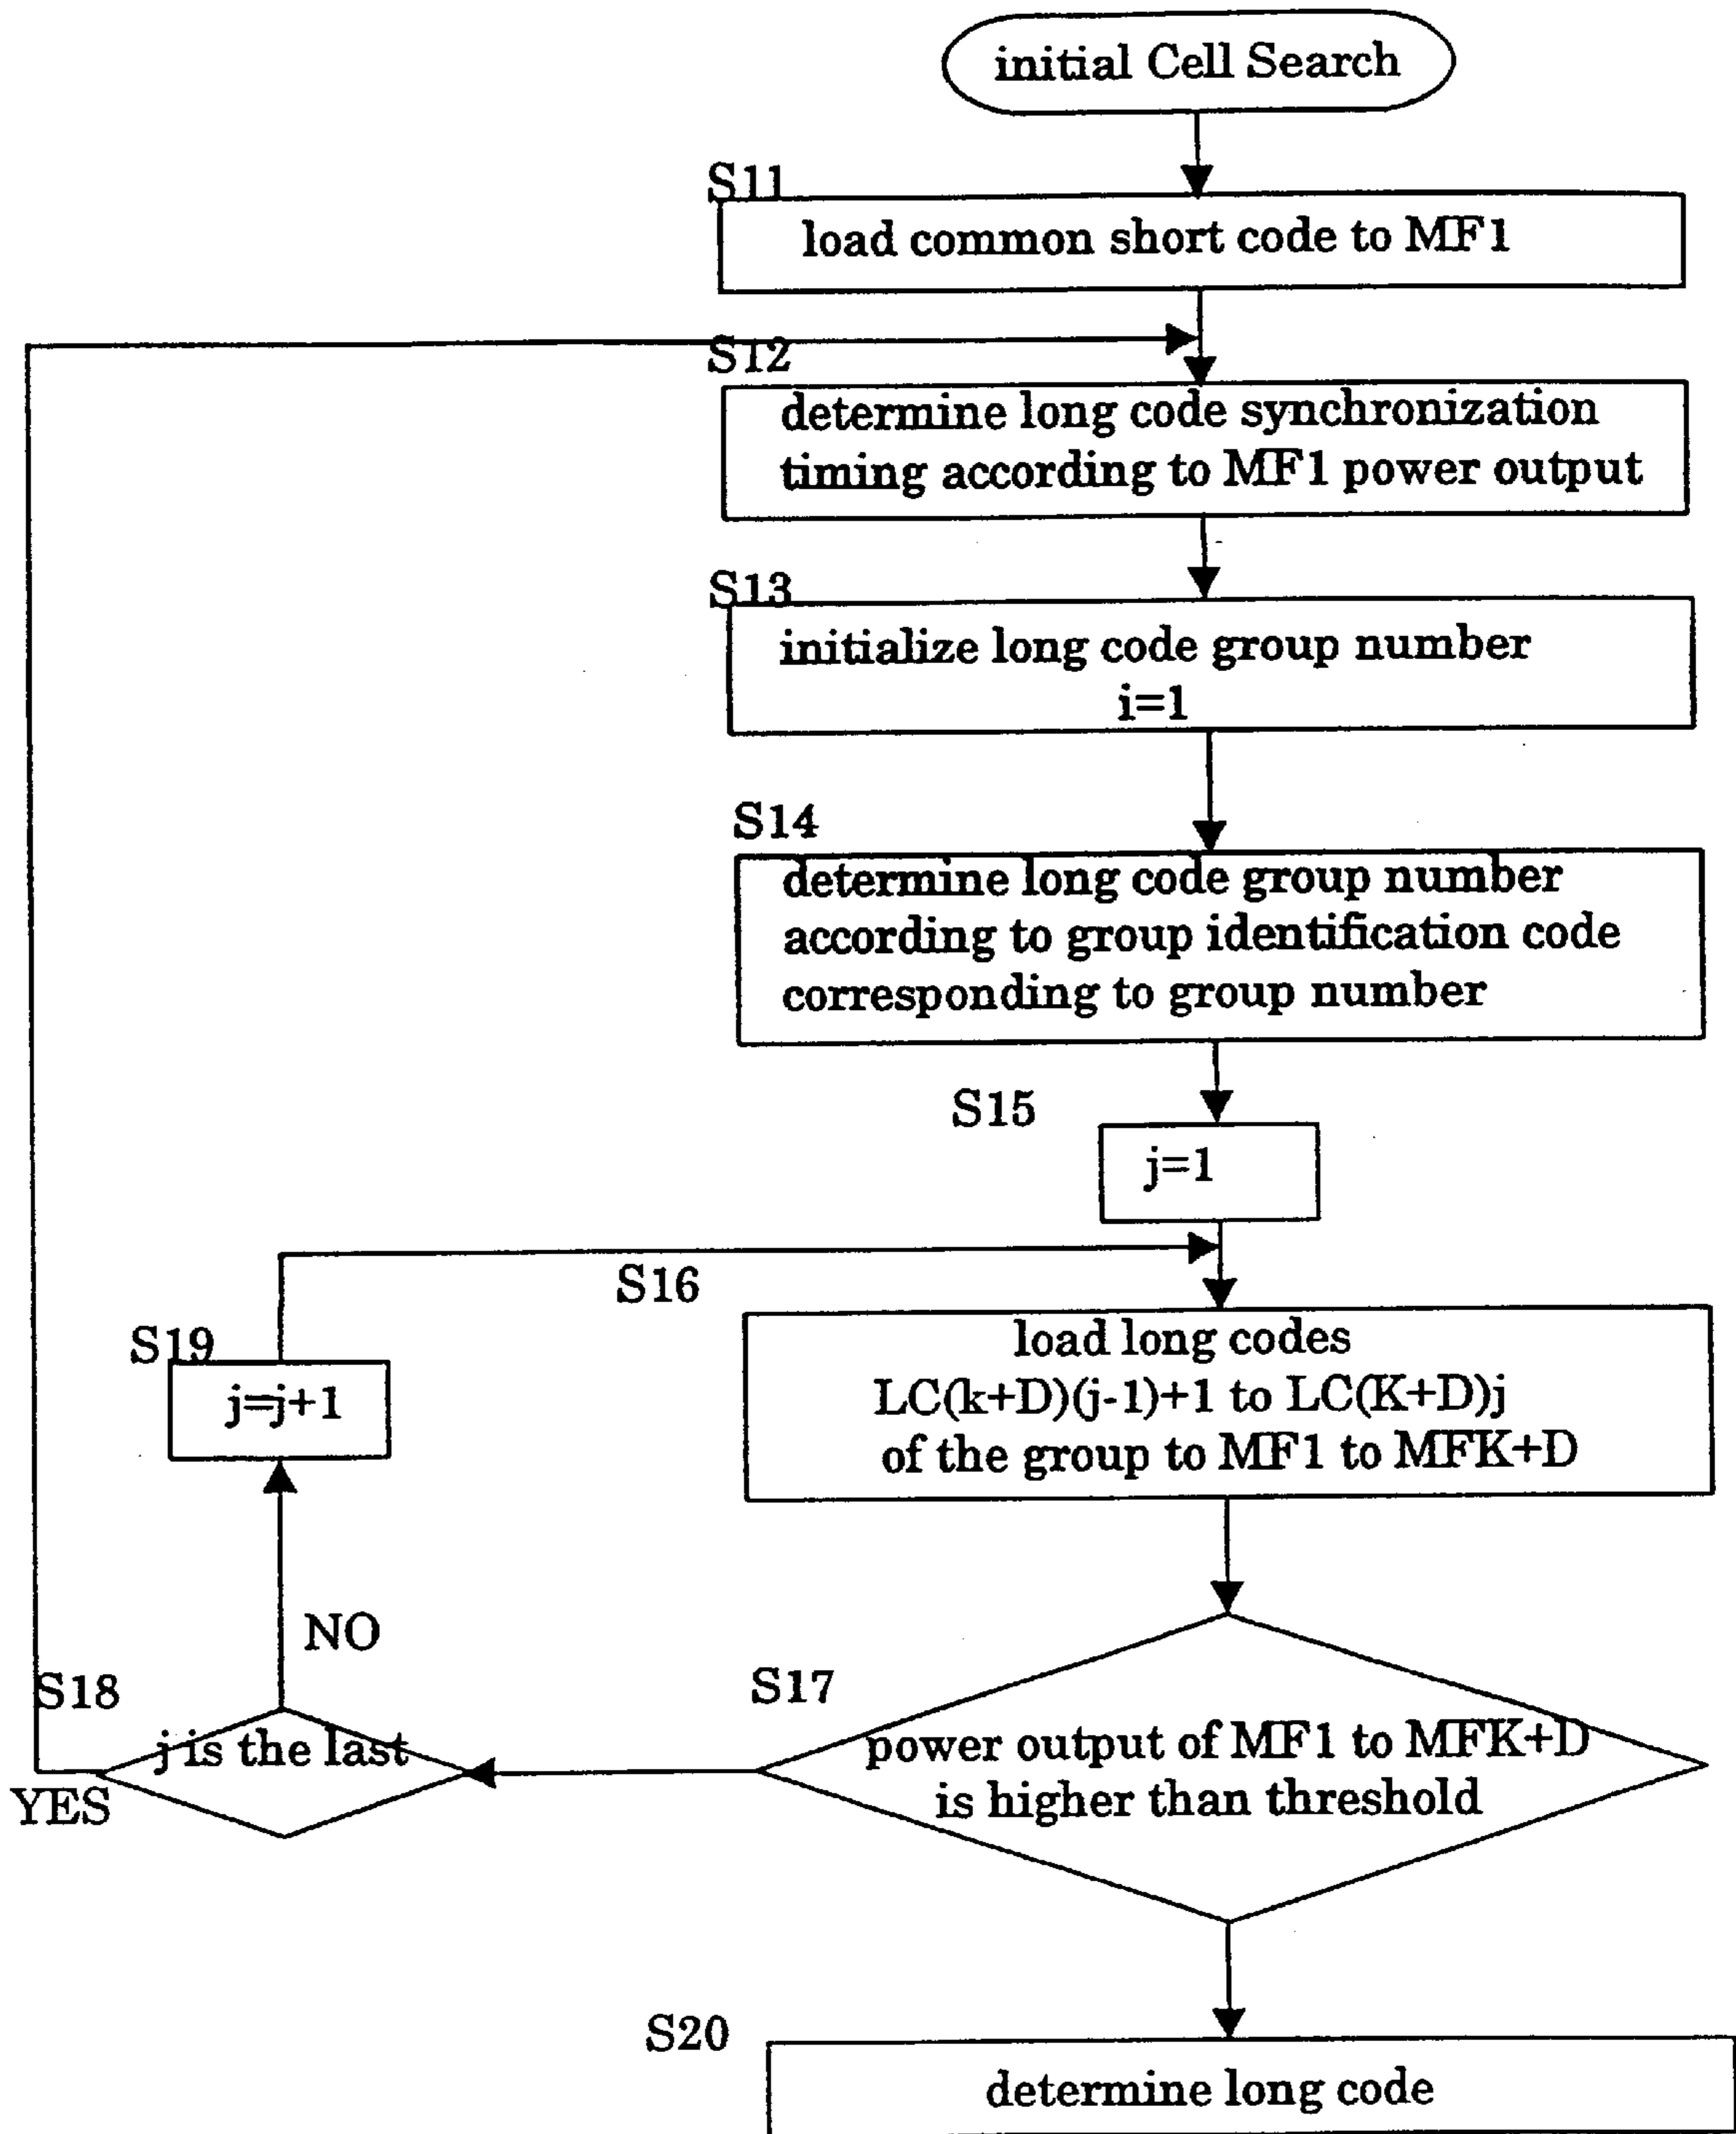 initial Cell Search
S11
load common short code to MF1
S12
determine long code synchronization
timing according to MF1 power output
S13
initialize long code group number
i=1
S14
determine long code group number
according to group identification code
corresponding to group number
S15
j=1
S16
load long codes
LC(k+D)(j-1)+1 to LC(K+D)j
of the group to MF1 to MFK+D
S19
j=j+1
NO
S17
power output of MF1 to MFK+D
is higher than threshold
S18
j is the last
YES
S20
determine long code